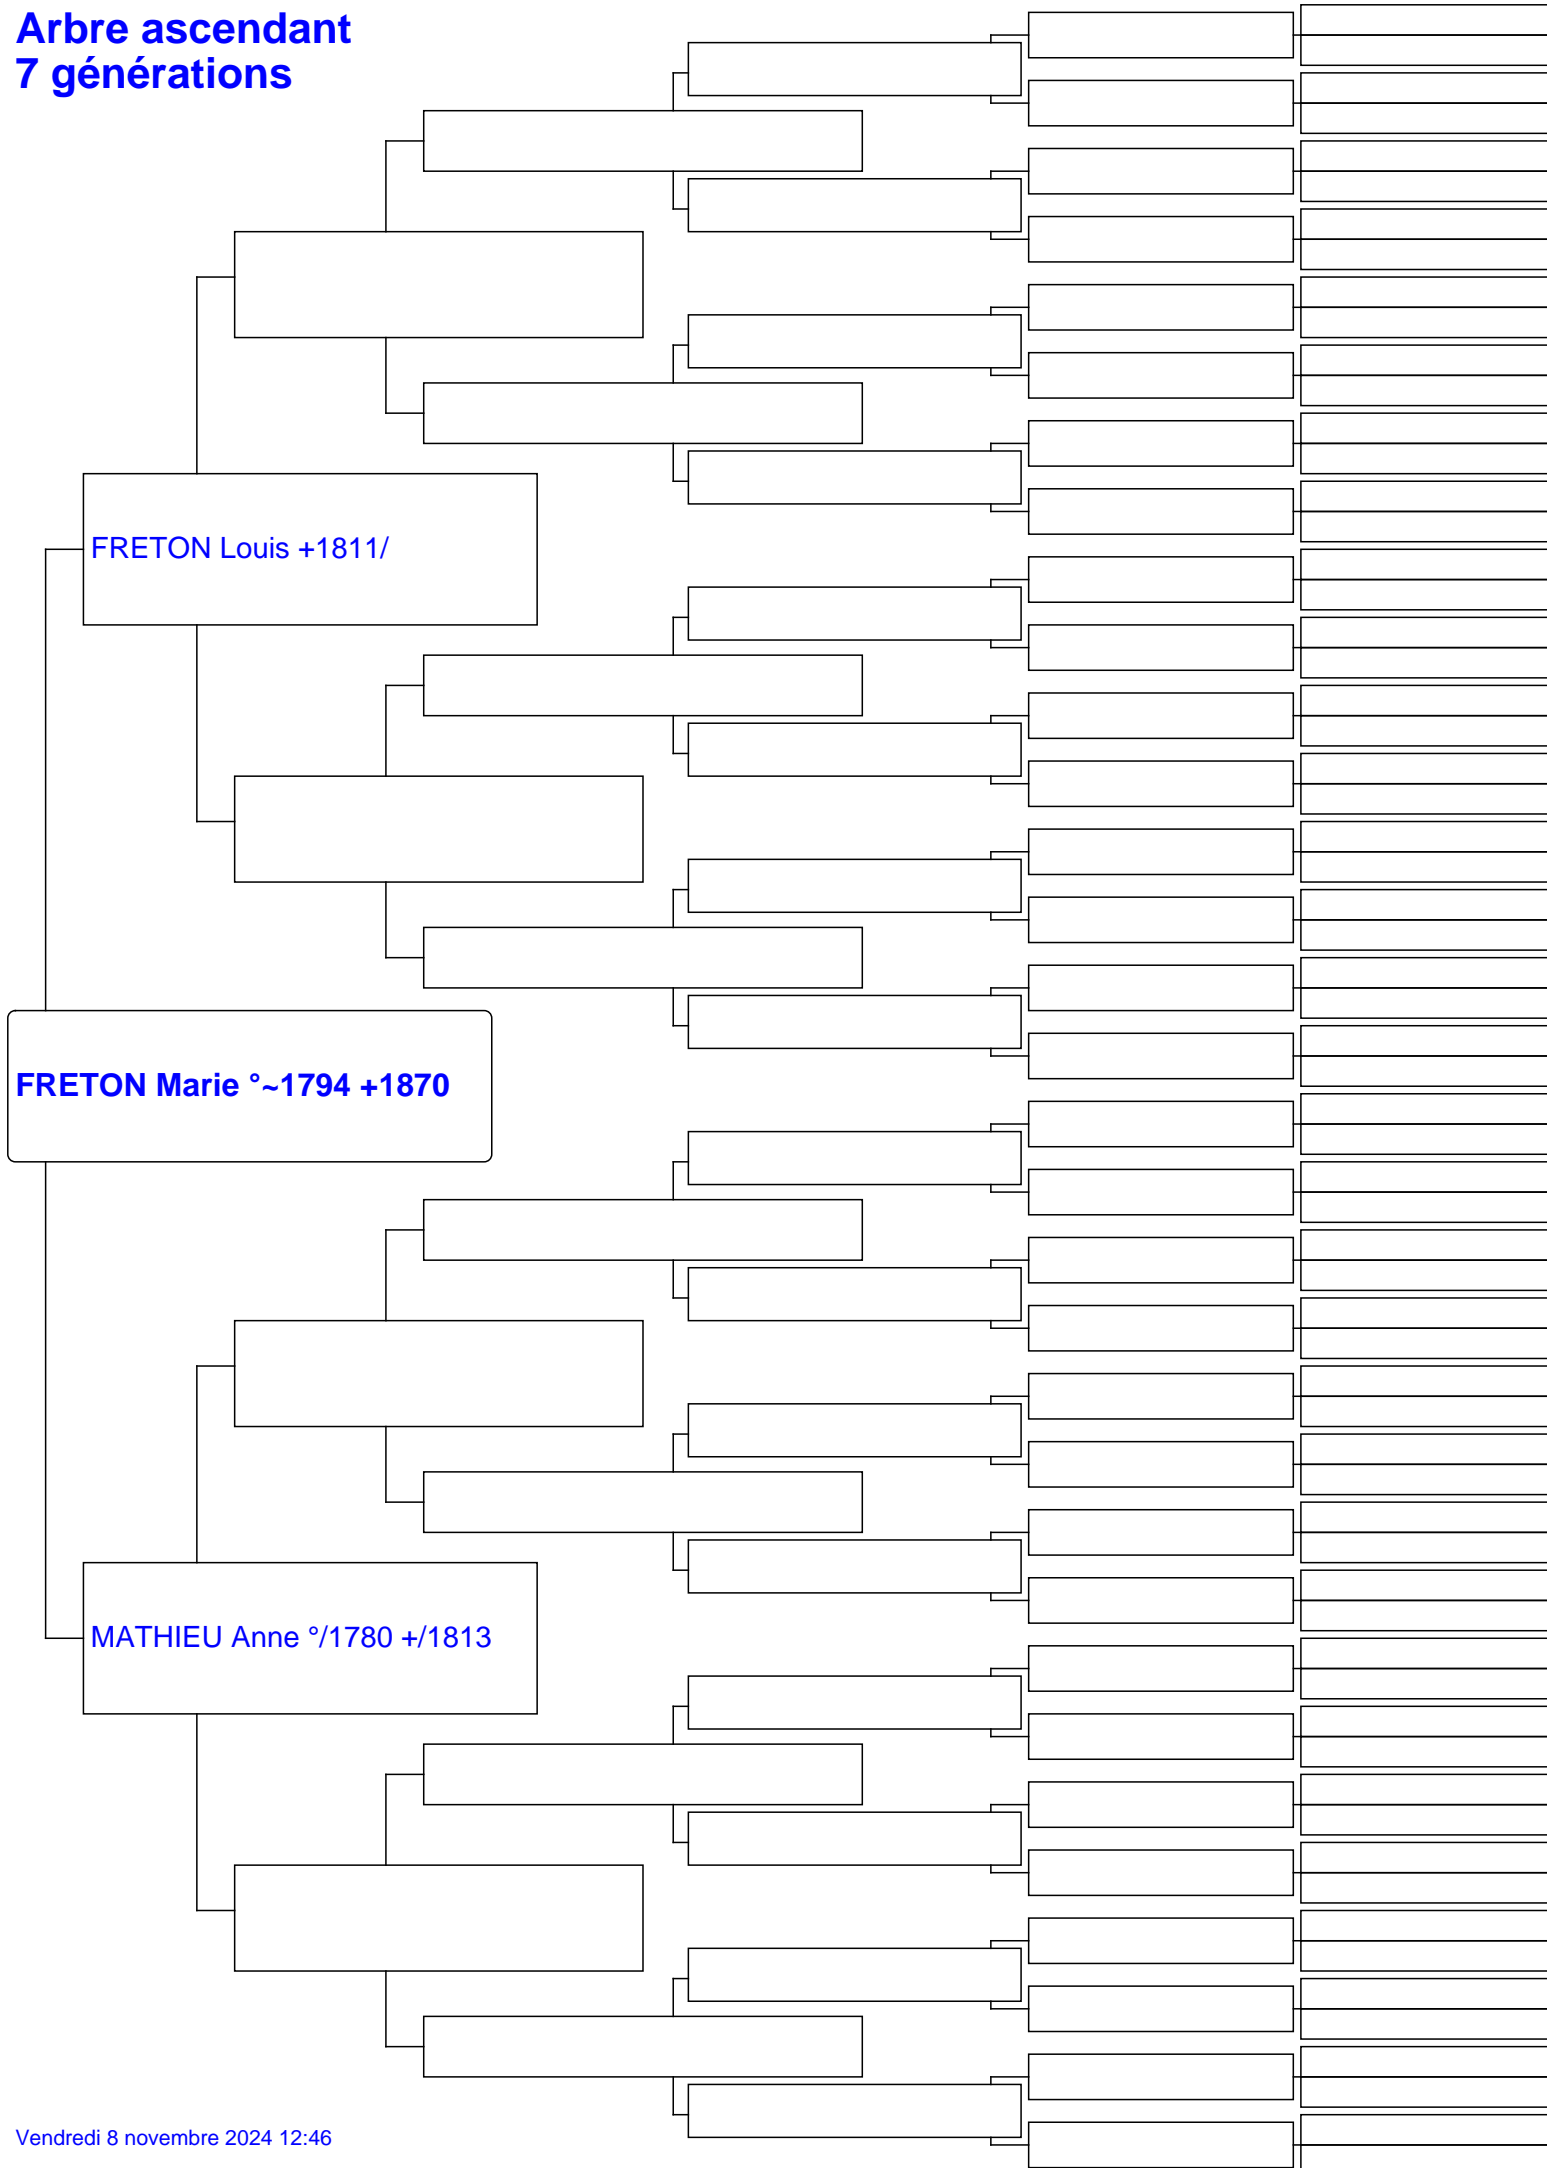 Arbre ascendant
7 générations
FRETON Louis +1811/
FRETON Marie °~1794 +1870
MATHIEU Anne °/1780 +/1813
Vendredi 8 novembre 2024 12:46